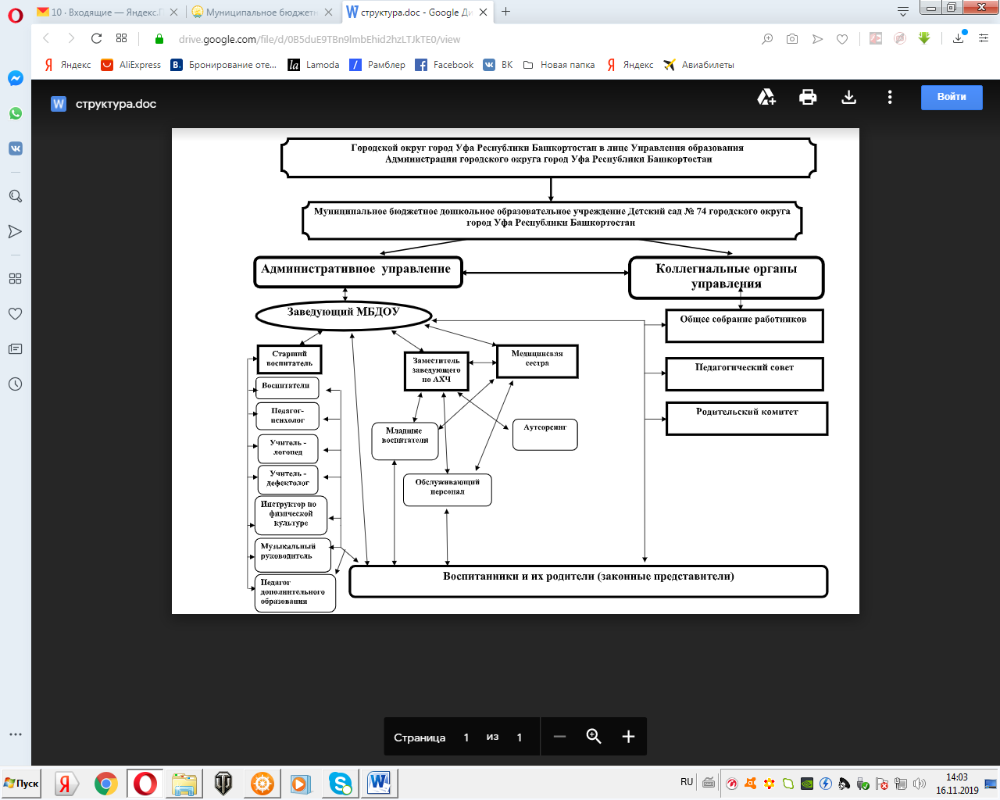 10 · Входящие — Яндекс.П
Муниципальное бюджетн
структура.doc - Google Ди
drive.google.com/file/d/0B5duE9TBn9lmbEhid2hzLTJkTE0/view
Яндекс
AliExpress
Бронирование оте...
Lamoda
Рамблер
Facebook
ВК
Новая папка
Яндекс
Авиабилеты
структура.doc
Войти
Городской округ город Уфа Республики Башкортостан в лице Управления образования
Администрации городского округа город Уфа Республики Башкортостан
Муниципальное бюджетное дошкольное образовательное учреждение Детский сад № 74 городского округа
город Уфа Республики Башкортостан
Административное управление
Коллегиальные органы
управления
Заведующий МБДОУ
Общее собрание работников
Педагогический совет
Родительский комитет
Старший
воспитатель
Заместитель
заведующего
по АХЧ
Медицинская
сестра
Воспитатели
Педагог-
психолог
Учитель -
логопед
Учитель -
дефектолог
Инструктор по
физической
культуре
Музыкальный
руководитель
Педагог
дополнительного
образования
Младшие
воспитатели
Аутсорсинг
Обслуживающий
персонал
Воспитанники и их родители (законные представители)
Страница 1 из 1
Пуск
RU
14:03
16.11.2019